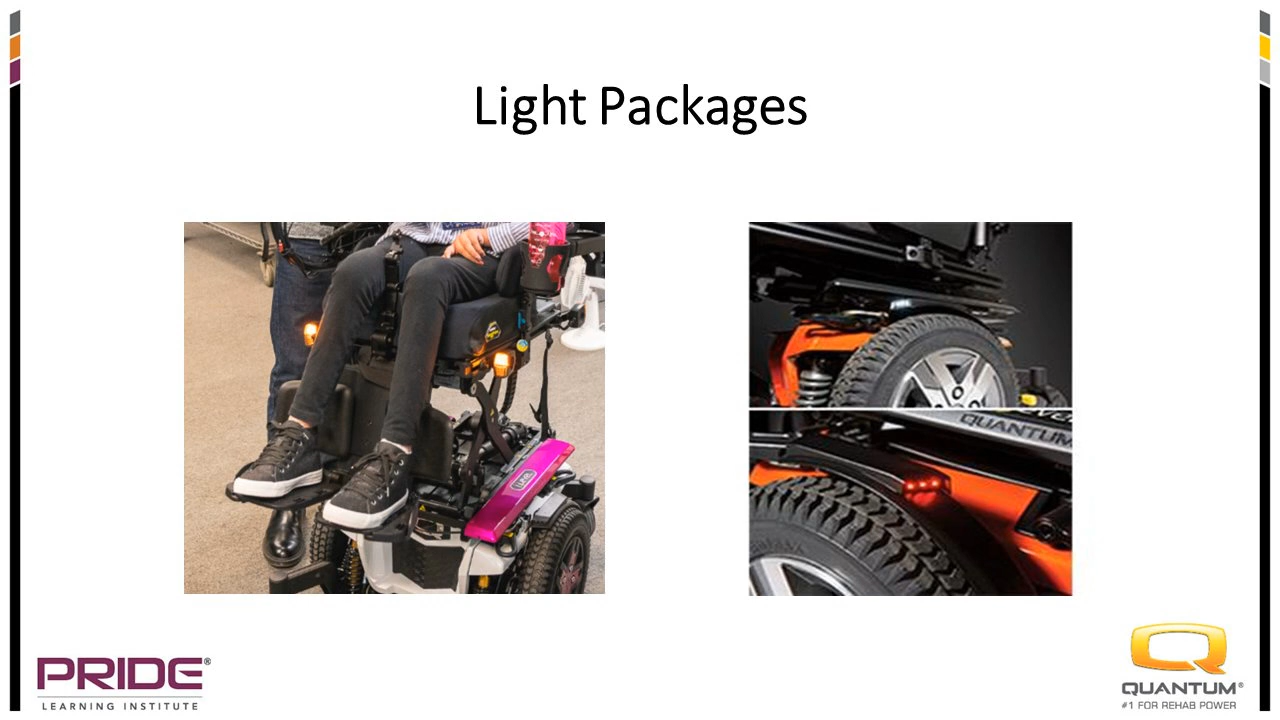 Light Packages
QUANTUM
PRIDE®
LEARNING INSTITUTE
QUANTUM®
#1 FOR REHAB POWER